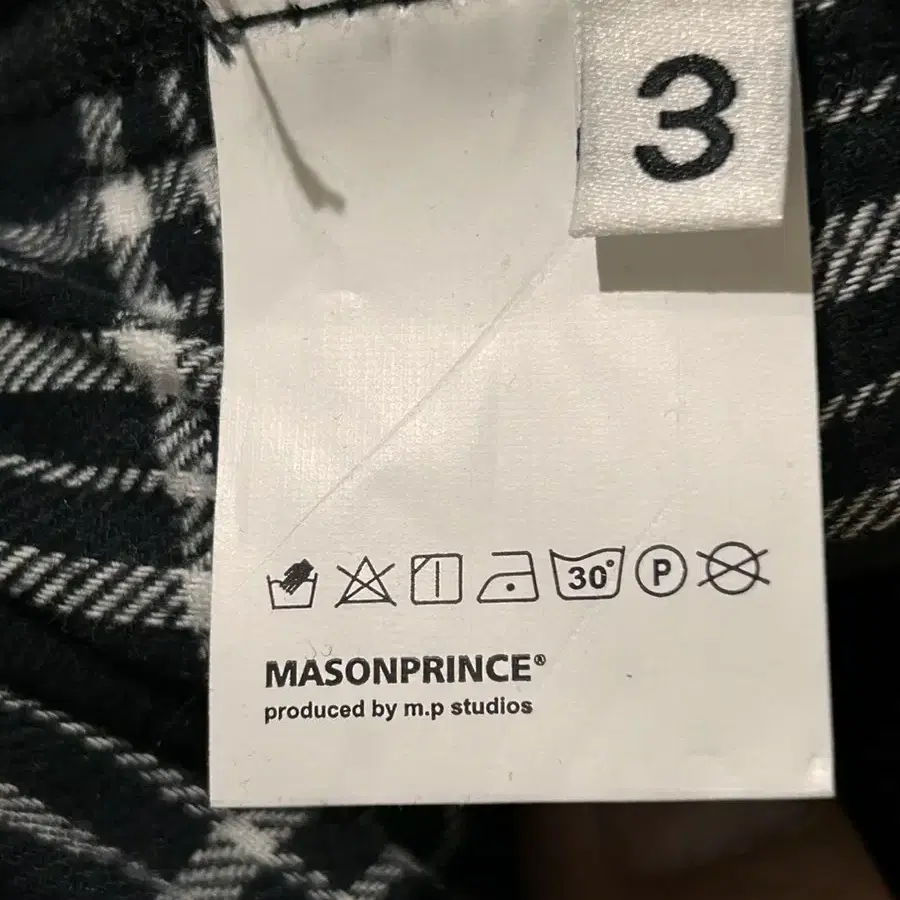 3
30°
P
MASONPRINCE®
produced by m.p studios